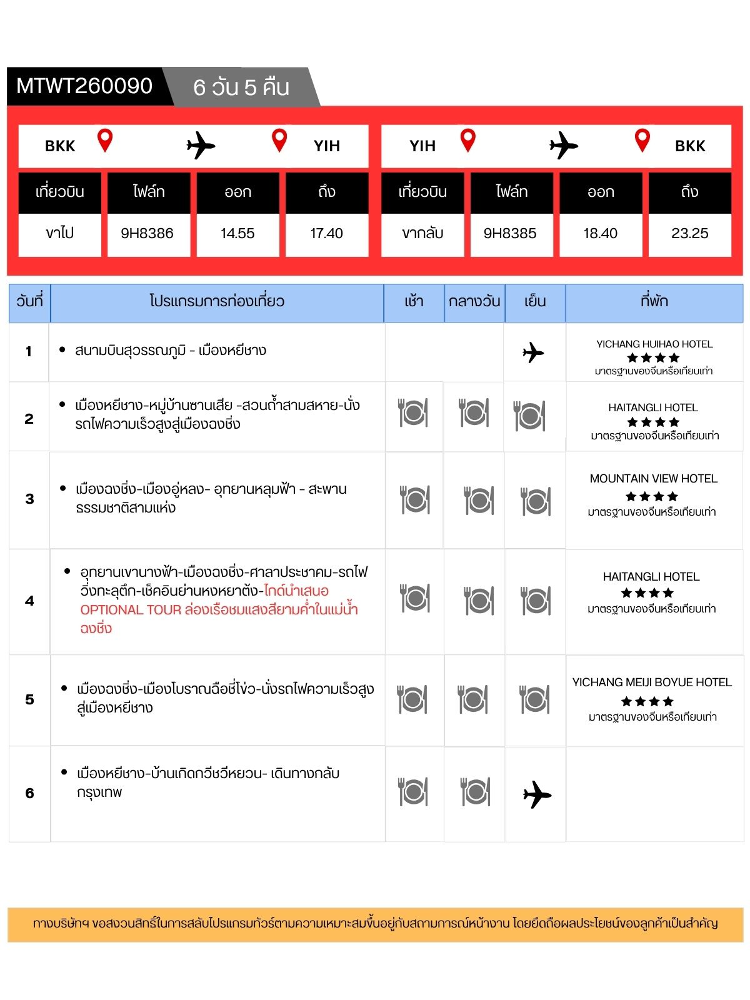 MTWT260090
6 วัน 5 คืน
BKK YIH
YIH BKK
เที่ยวบิน ไฟล์ท ออก ถึง
เที่ยวบิน ไฟล์ท ออก ถึง
ขาไป 9H8386 14.55 17.40
ขากลับ 9H8385 18.40 23.25
วันที่ โปรแกรมการท่องเที่ยว เช้า กลางวัน เย็น ที่พัก
1
• สนามบินสุวรรณภูมิ - เมืองหยีชาง
YICHANG HUIHAO HOTEL
★★★★
มาตรฐานของจีนหรือเทียบเท่า
2
• เมืองหยีชาง-หมู่บ้านซานเสีย -สวนถ้ำสามสหาย-นั่ง
รถไฟความเร็วสูงสู่เมืองฉงชิ่ง
HAITANGLI HOTEL
★★★★
มาตรฐานของจีนหรือเทียบเท่า
3
• เมืองฉงชิ่ง-เมืองอู่หลง- อุทยานหลุมฟ้า - สะพาน
ธรรมชาติสามแห่ง
MOUNTAIN VIEW HOTEL
★★★★
มาตรฐานของจีนหรือเทียบเท่า
4
• อุทยานเขานางฟ้า-เมืองฉงชิ่ง-ศาลาประชาคม-รถไฟ
วิ่งทะลุตึก-เช็คอินย่านหงหยาต้ง-ไกด์นำเสนอ
OPTIONAL TOUR ล่องเรือชมแสงสียามค่ำในแม่น้ำ
ฉงชิ่ง
HAITANGLI HOTEL
★★★★
มาตรฐานของจีนหรือเทียบเท่า
5
• เมืองฉงชิ่ง-เมืองโบราณฉือชี่โข่ว-นั่งรถไฟความเร็วสูง
สู่เมืองหยีชาง
YICHANG MEIJI BOYUE HOTEL
★★★★
มาตรฐานของจีนหรือเทียบเท่า
6
• เมืองหยีชาง-บ้านเกิดกวีชวีหยวน- เดินทางกลับ
กรุงเทพ
ทางบริษัทฯ ขอสงวนสิทธิ์ในการสลับโปรแกรมทัวร์ตามความเหมาะสมขึ้นอยู่กับสถามการณ์หน้างาน โดยยึดถือผลประโยชน์ของลูกค้าเป็นสำคัญ